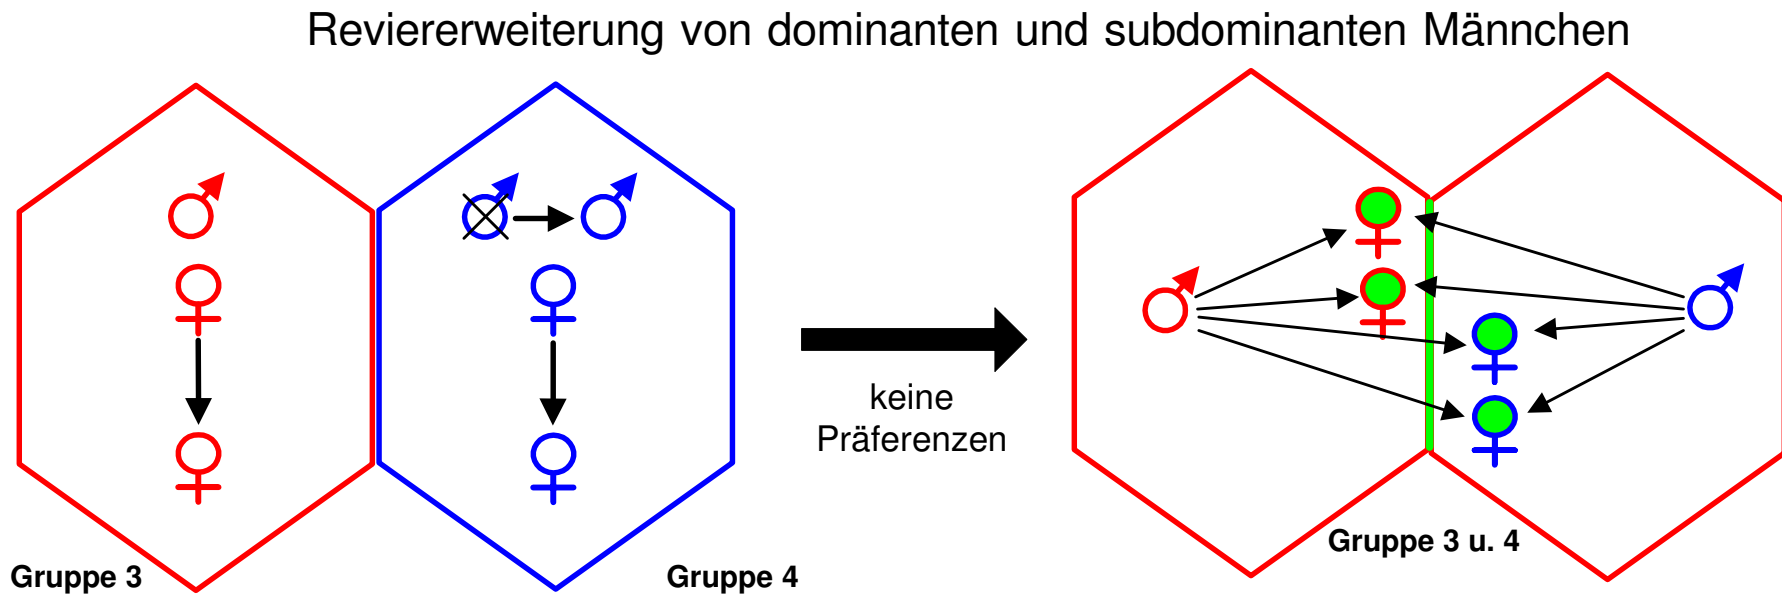 Reviererweiterung von dominanten und subdominanten Männchen
keine
Präferenzen
Gruppe 3
Gruppe 4
Gruppe 3 u. 4